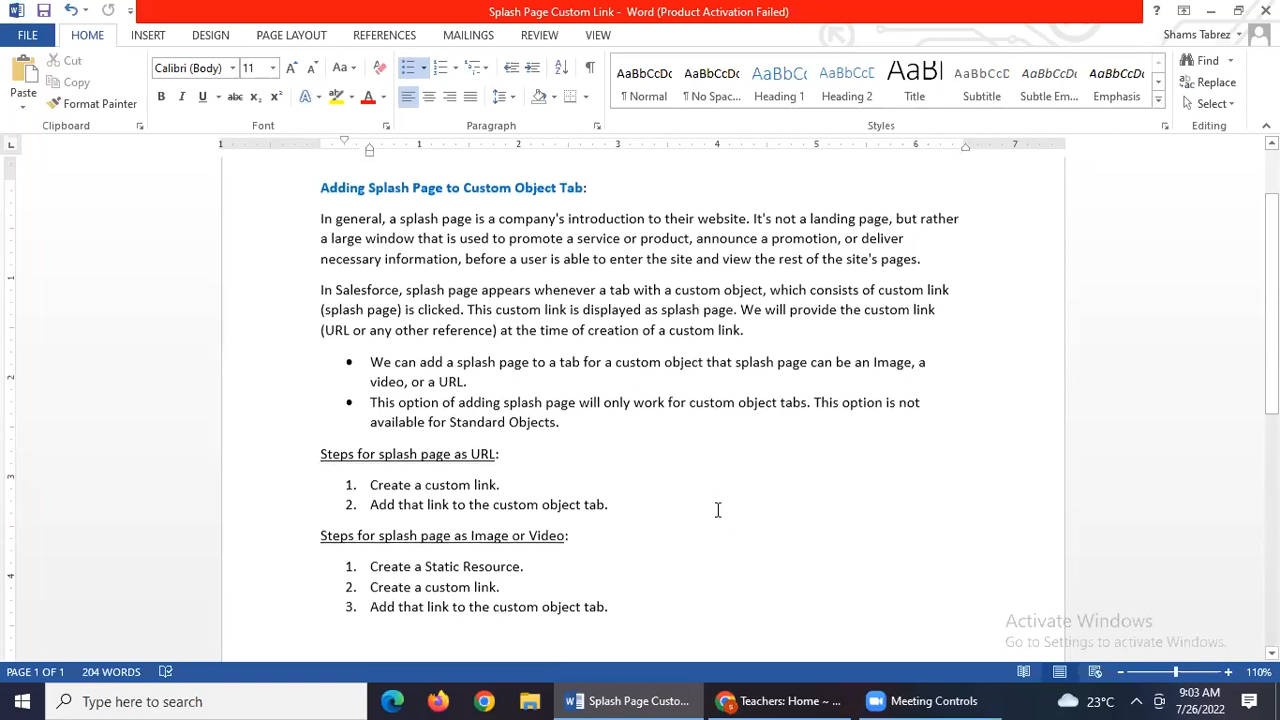 Splash Page Custom Link - Word (Product Activation Failed)
FILE HOME INSERT DESIGN PAGE LAYOUT REFERENCES MAILINGS REVIEW VIEW Shams Tabrez
Paste Cut Copy Format Painter Clipboard
Calibri (Body) 11 Font
Paragraph
AaBbCcDc AaBbCcDc AaBbCc AaBbCcC AaBl AaBbCcD AaBbCcDc AaBbCcDc
¶ Normal ¶ No Spac... Heading 1 Heading 2 Title Subtitle Subtle Em... Emphasis
Styles
Find Replace Select Editing
1 1 2 3 4 5 6 7
Adding Splash Page to Custom Object Tab:
In general, a splash page is a company's introduction to their website. It's not a landing page, but rather
a large window that is used to promote a service or product, announce a promotion, or deliver
necessary information, before a user is able to enter the site and view the rest of the site's pages.
In Salesforce, splash page appears whenever a tab with a custom object, which consists of custom link
(splash page) is clicked. This custom link is displayed as splash page. We will provide the custom link
(URL or any other reference) at the time of creation of a custom link.
• We can add a splash page to a tab for a custom object that splash page can be an Image, a
video, or a URL.
• This option of adding splash page will only work for custom object tabs. This option is not
available for Standard Objects.
Steps for splash page as URL:
1. Create a custom link.
2. Add that link to the custom object tab.
Steps for splash page as Image or Video:
1. Create a Static Resource.
2. Create a custom link.
3. Add that link to the custom object tab.
Activate Windows
Go to Settings to activate Windows.
PAGE 1 OF 1 204 WORDS 110%
Type here to search Splash Page Custo... Teachers: Home ~ ... Meeting Controls 23°C 9:03 AM
7/26/2022